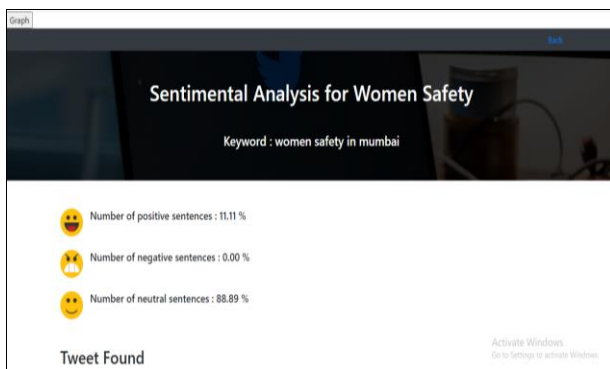 Graph
Back
Sentimental Analysis for Women Safety
Keyword : women safety in mumbai
Number of positive sentences : 11.11 %
Number of negative sentences : 0.00 %
Number of neutral sentences : 88.89 %
Tweet Found
Activate Windows
Go to Settings to activate Windows.